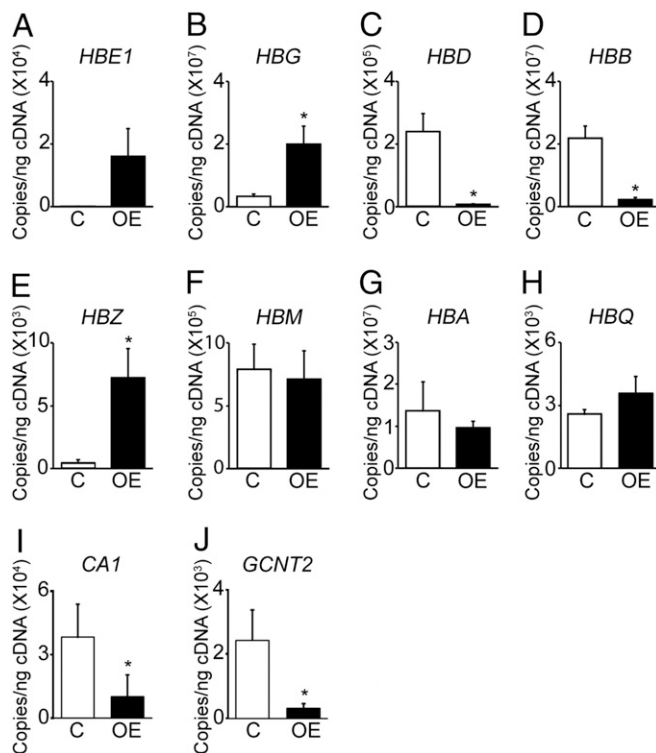 A
HBE1
Copies/ng cDNA (X10⁴)
4
2
0
C OE
B
HBG
Copies/ng cDNA (X10⁷)
4
2
0
*
C OE
C
HBD
Copies/ng cDNA (X10⁵)
4
2
0
*
C OE
D
HBB
Copies/ng cDNA (X10⁷)
4
2
0
*
C OE
E
HBZ
Copies/ng cDNA (X10³)
10
5
0
*
C OE
F
HBM
Copies/ng cDNA (X10⁵)
10
5
0
C OE
G
HBA
Copies/ng cDNA (X10⁷)
3
2
1
0
C OE
H
HBQ
Copies/ng cDNA (X10³)
6
3
0
C OE
I
CA1
Copies/ng cDNA (X10⁴)
6
3
0
*
C OE
J
GCNT2
Copies/ng cDNA (X10³)
4
2
0
*
C OE